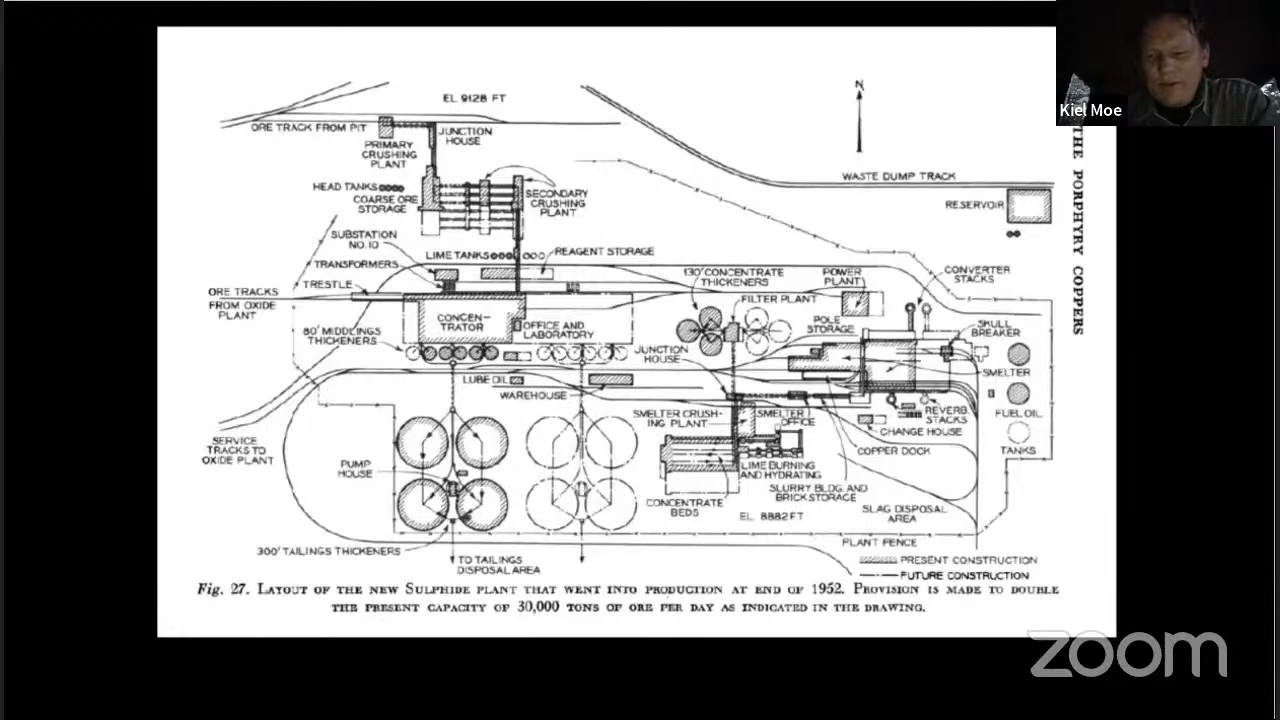 EL 9128 FT
ORE TRACK FROM PIT
JUNCTION
HOUSE
PRIMARY
CRUSHING
PLANT
HEAD TANKS
COARSE ORE
STORAGE
SECONDARY
CRUSHING
PLANT
N
Kiel Moe
THE PORPHYRY COPPERS
WASTE DUMP TRACK
RESERVOIR
SUBSTATION
NO. 10
LIME TANKS
REAGENT STORAGE
TRANSFORMERS
TRESTLE
ORE TRACKS
FROM OXIDE
PLANT
130' CONCENTRATE
THICKENERS
POWER
PLANT
CONVERTER
STACKS
FILTER PLANT
CONCEN-
TRATOR
OFFICE AND
LABORATORY
POLE
STORAGE
SKULL
BREAKER
80' MIDDLINGS
THICKENERS
JUNCTION
HOUSE
SMELTER
LUBE OIL
WAREHOUSE
SMELTER CRUSH-
ING PLANT
SMELTER
OFFICE
REVERB.
STACKS
FUEL OIL
CHANGE HOUSE
TANKS
COPPER DOCK
SERVICE
TRACKS TO
OXIDE PLANT
PUMP
HOUSE
LIME BURNING
AND HYDRATING
SLURRY BLDG. AND
BRICK STORAGE
CONCENTRATE
BEDS
EL 8882 FT
SLAG DISPOSAL
AREA
PLANT FENCE
300' TAILINGS THICKENERS
TO TAILINGS
DISPOSAL AREA
PRESENT CONSTRUCTION
FUTURE CONSTRUCTION
Fig. 27. LAYOUT OF THE NEW SULPHIDE PLANT THAT WENT INTO PRODUCTION AT END OF 1952. PROVISION IS MADE TO DOUBLE
THE PRESENT CAPACITY OF 30,000 TONS OF ORE PER DAY AS INDICATED IN THE DRAWING.
zoom